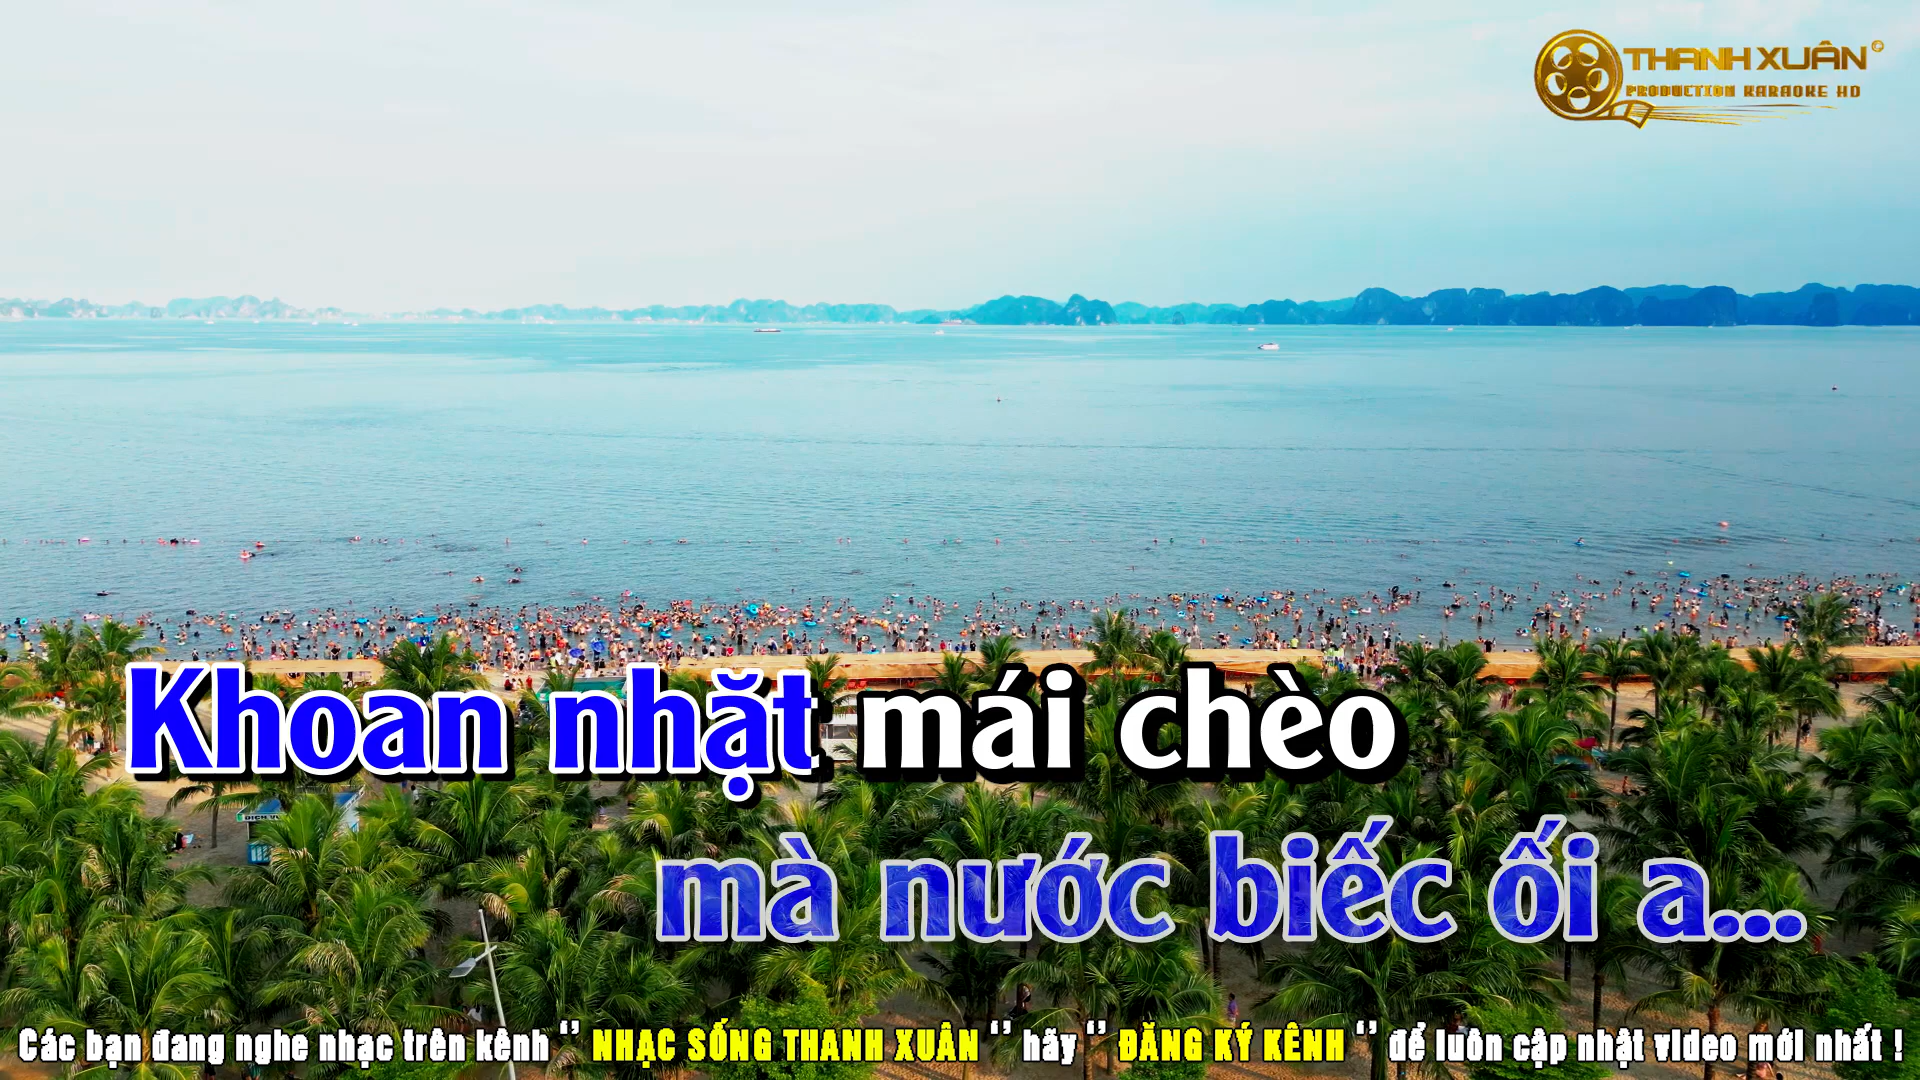 THANH XUÂN
PRODUCTION KARAOKE HD
Khoan nhặt mái chèo
mà nước biếc ối a...
DỊCH V
Các bạn đang nghe nhạc trên kênh '' NHẠC SỐNG THANH XUÂN '' hãy '' ĐĂNG KÝ KÊNH '' để luôn cập nhật video mới nhất !